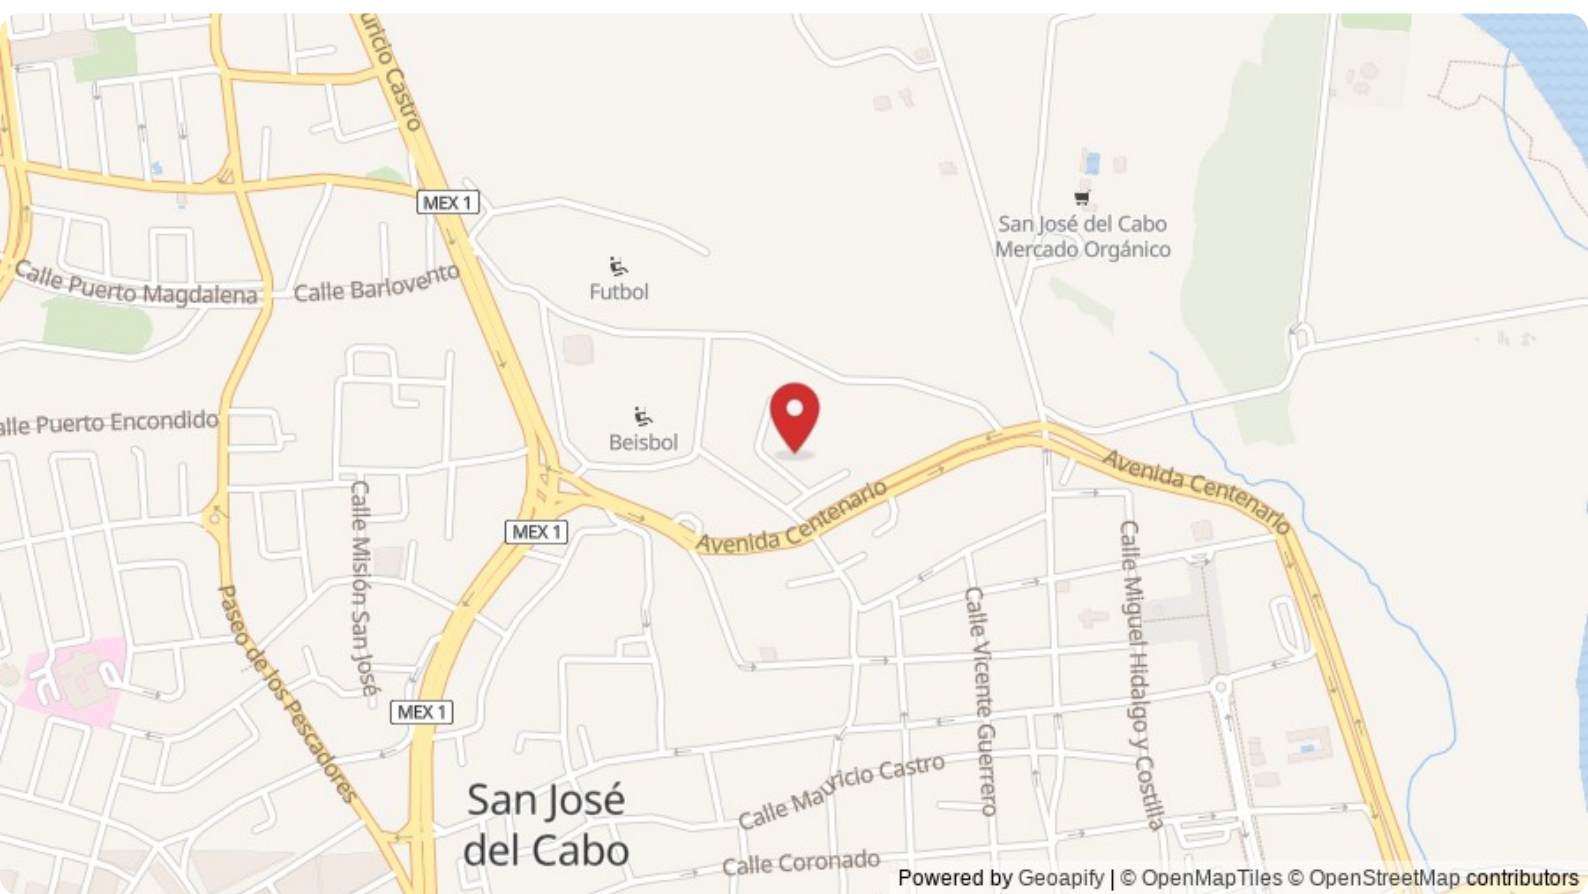 uricio Castro
MEX 1
San José del Cabo
Mercado Orgánico
Calle Puerto Magdalena
Calle Barlovento
Futbol
alle Puerto Encondido
Beisbol
Avenida Centenario
Avenida Centenario
MEX 1
Calle Misión San José
Calle Miguel Hidalgo y Costilla
Paseo de los Pescadores
Calle Vicente Guerrero
MEX 1
San José
del Cabo
Calle Mauricio Castro
Calle Coronado
Powered by Geoapify | © OpenMapTiles © OpenStreetMap contributors